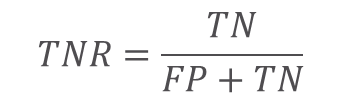 TNR = TN / (FP + TN)